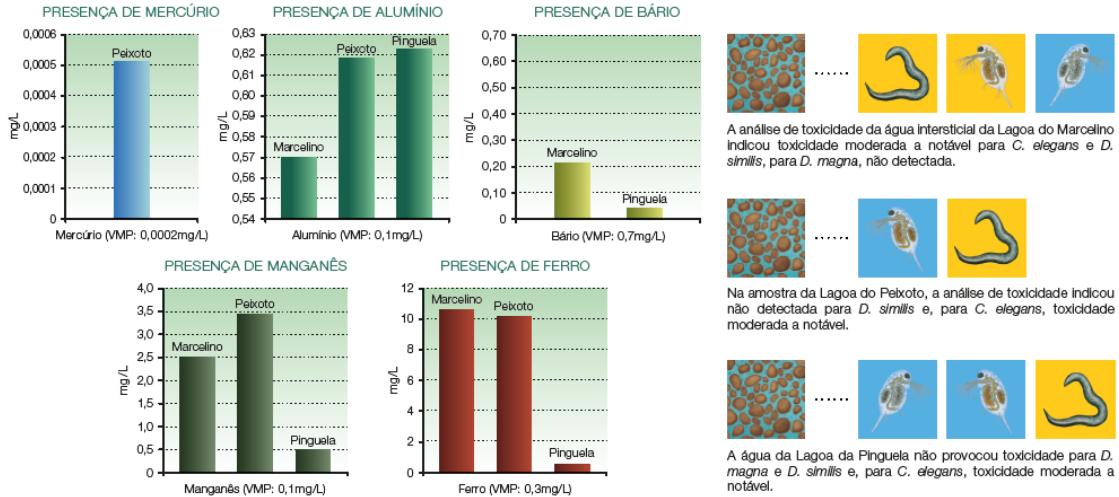 PRESENÇA DE MERCÚRIO
mg/L
0,0006
0,0005
0,0004
0,0003
0,0002
0,0001
0
Peixoto
Mercúrio (VMP: 0,0002mg/L)
PRESENÇA DE ALUMÍNIO
mg/L
0,63
0,62
0,61
0,60
0,58
0,57
0,56
0,55
0,54
Marcelino
Peixoto
Pinguela
Alumínio (VMP: 0,1mg/L)
PRESENÇA DE BÁRIO
mg/L
0,70
0,60
0,50
0,40
0,30
0,20
0,10
0
Marcelino
Pinguela
Bário (VMP: 0,7mg/L)
PRESENÇA DE MANGANÊS
mg/L
4,0
3,5
3,0
2,5
2,0
1,5
1,0
0,5
0
Marcelino
Peixoto
Pinguela
Manganês (VMP: 0,1mg/L)
PRESENÇA DE FERRO
mg/L
12
10
8
6
4
2
0
Marcelino
Peixoto
Pinguela
Ferro (VMP: 0,3mg/L)
......
A análise de toxicidade da água intersticial da Lagoa do Marcelino
indicou toxicidade moderada a notável para C. elegans e D.
similis, para D. magna, não detectada.
......
Na amostra da Lagoa do Peixoto, a análise de toxicidade indicou
não detectada para D. similis e, para C. elegans, toxicidade
moderada a notável.
......
A água da Lagoa da Pinguela não provocou toxicidade para D.
magna e D. similis e, para C. elegans, toxicidade moderada a
notável.